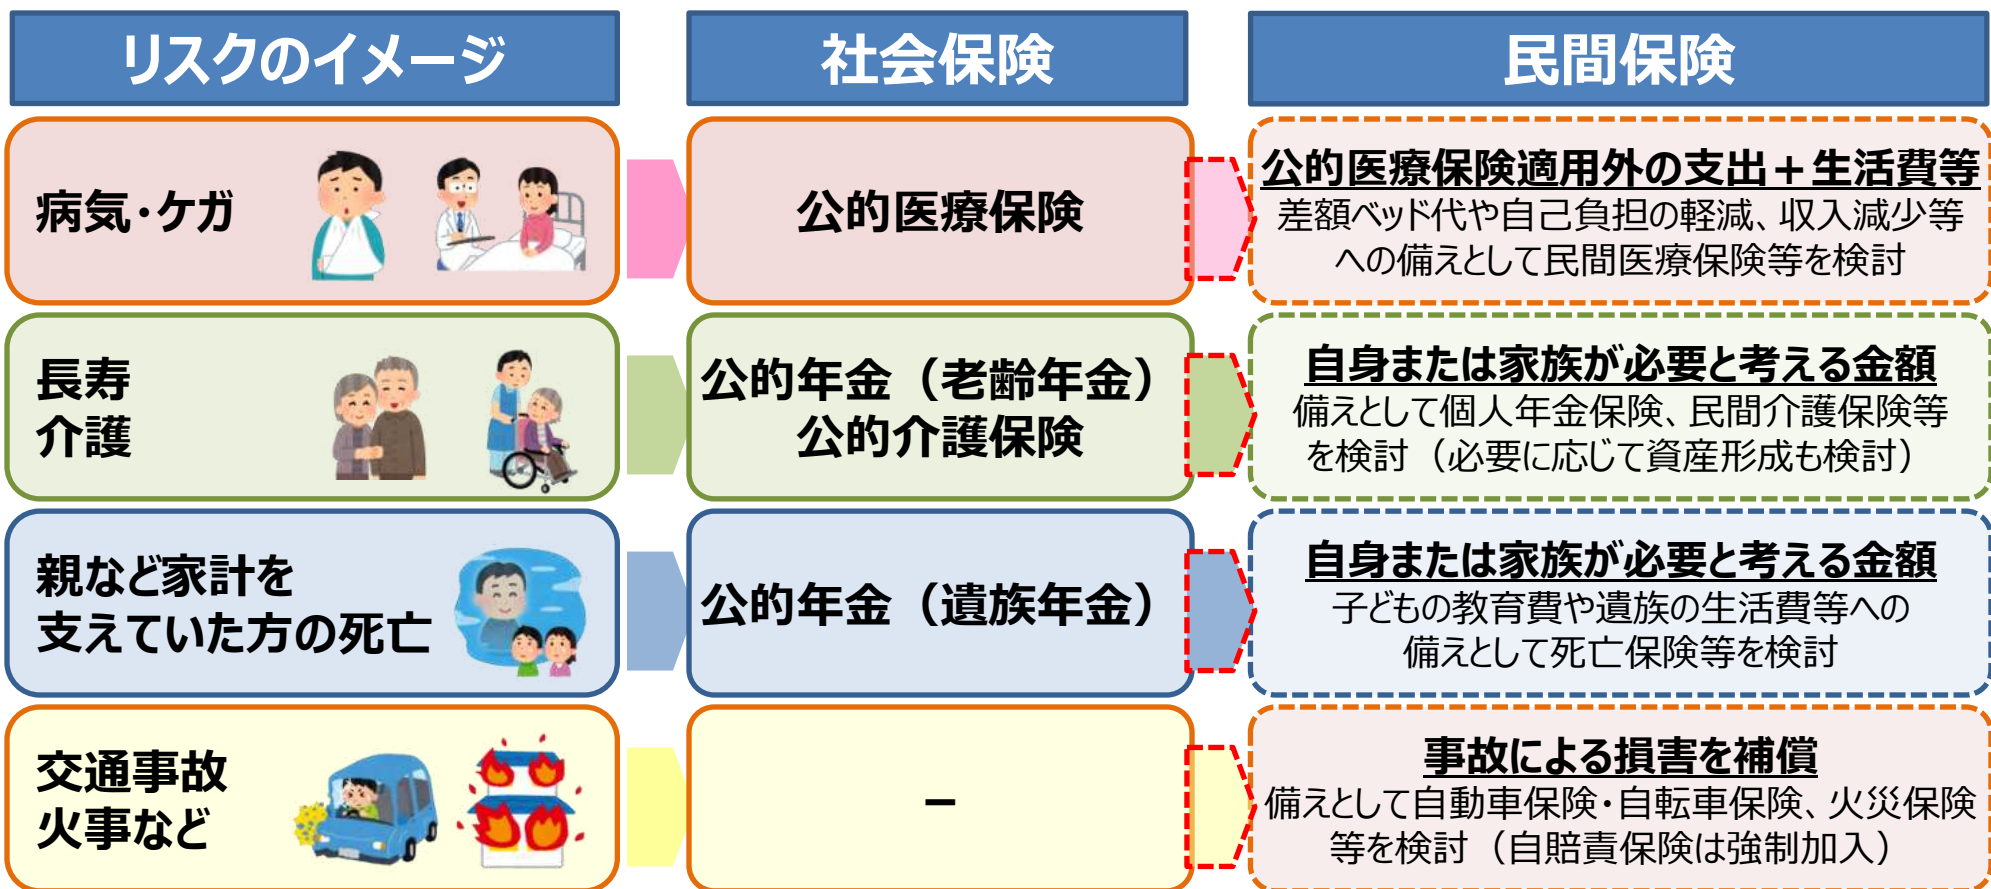 リスクのイメージ
社会保険
民間保険
病気・ケガ
公的医療保険
公的医療保険適用外の支出＋生活費等
差額ベッド代や自己負担の軽減、収入減少等
への備えとして民間医療保険等を検討
長寿
介護
公的年金（老齢年金）
公的介護保険
自身または家族が必要と考える金額
備えとして個人年金保険、民間介護保険等
を検討（必要に応じて資産形成も検討）
親など家計を
支えていた方の死亡
公的年金（遺族年金）
自身または家族が必要と考える金額
子どもの教育費や遺族の生活費等への
備えとして死亡保険等を検討
交通事故
火事など
－
事故による損害を補償
備えとして自動車保険・自転車保険、火災保険
等を検討（自賠責保険は強制加入）